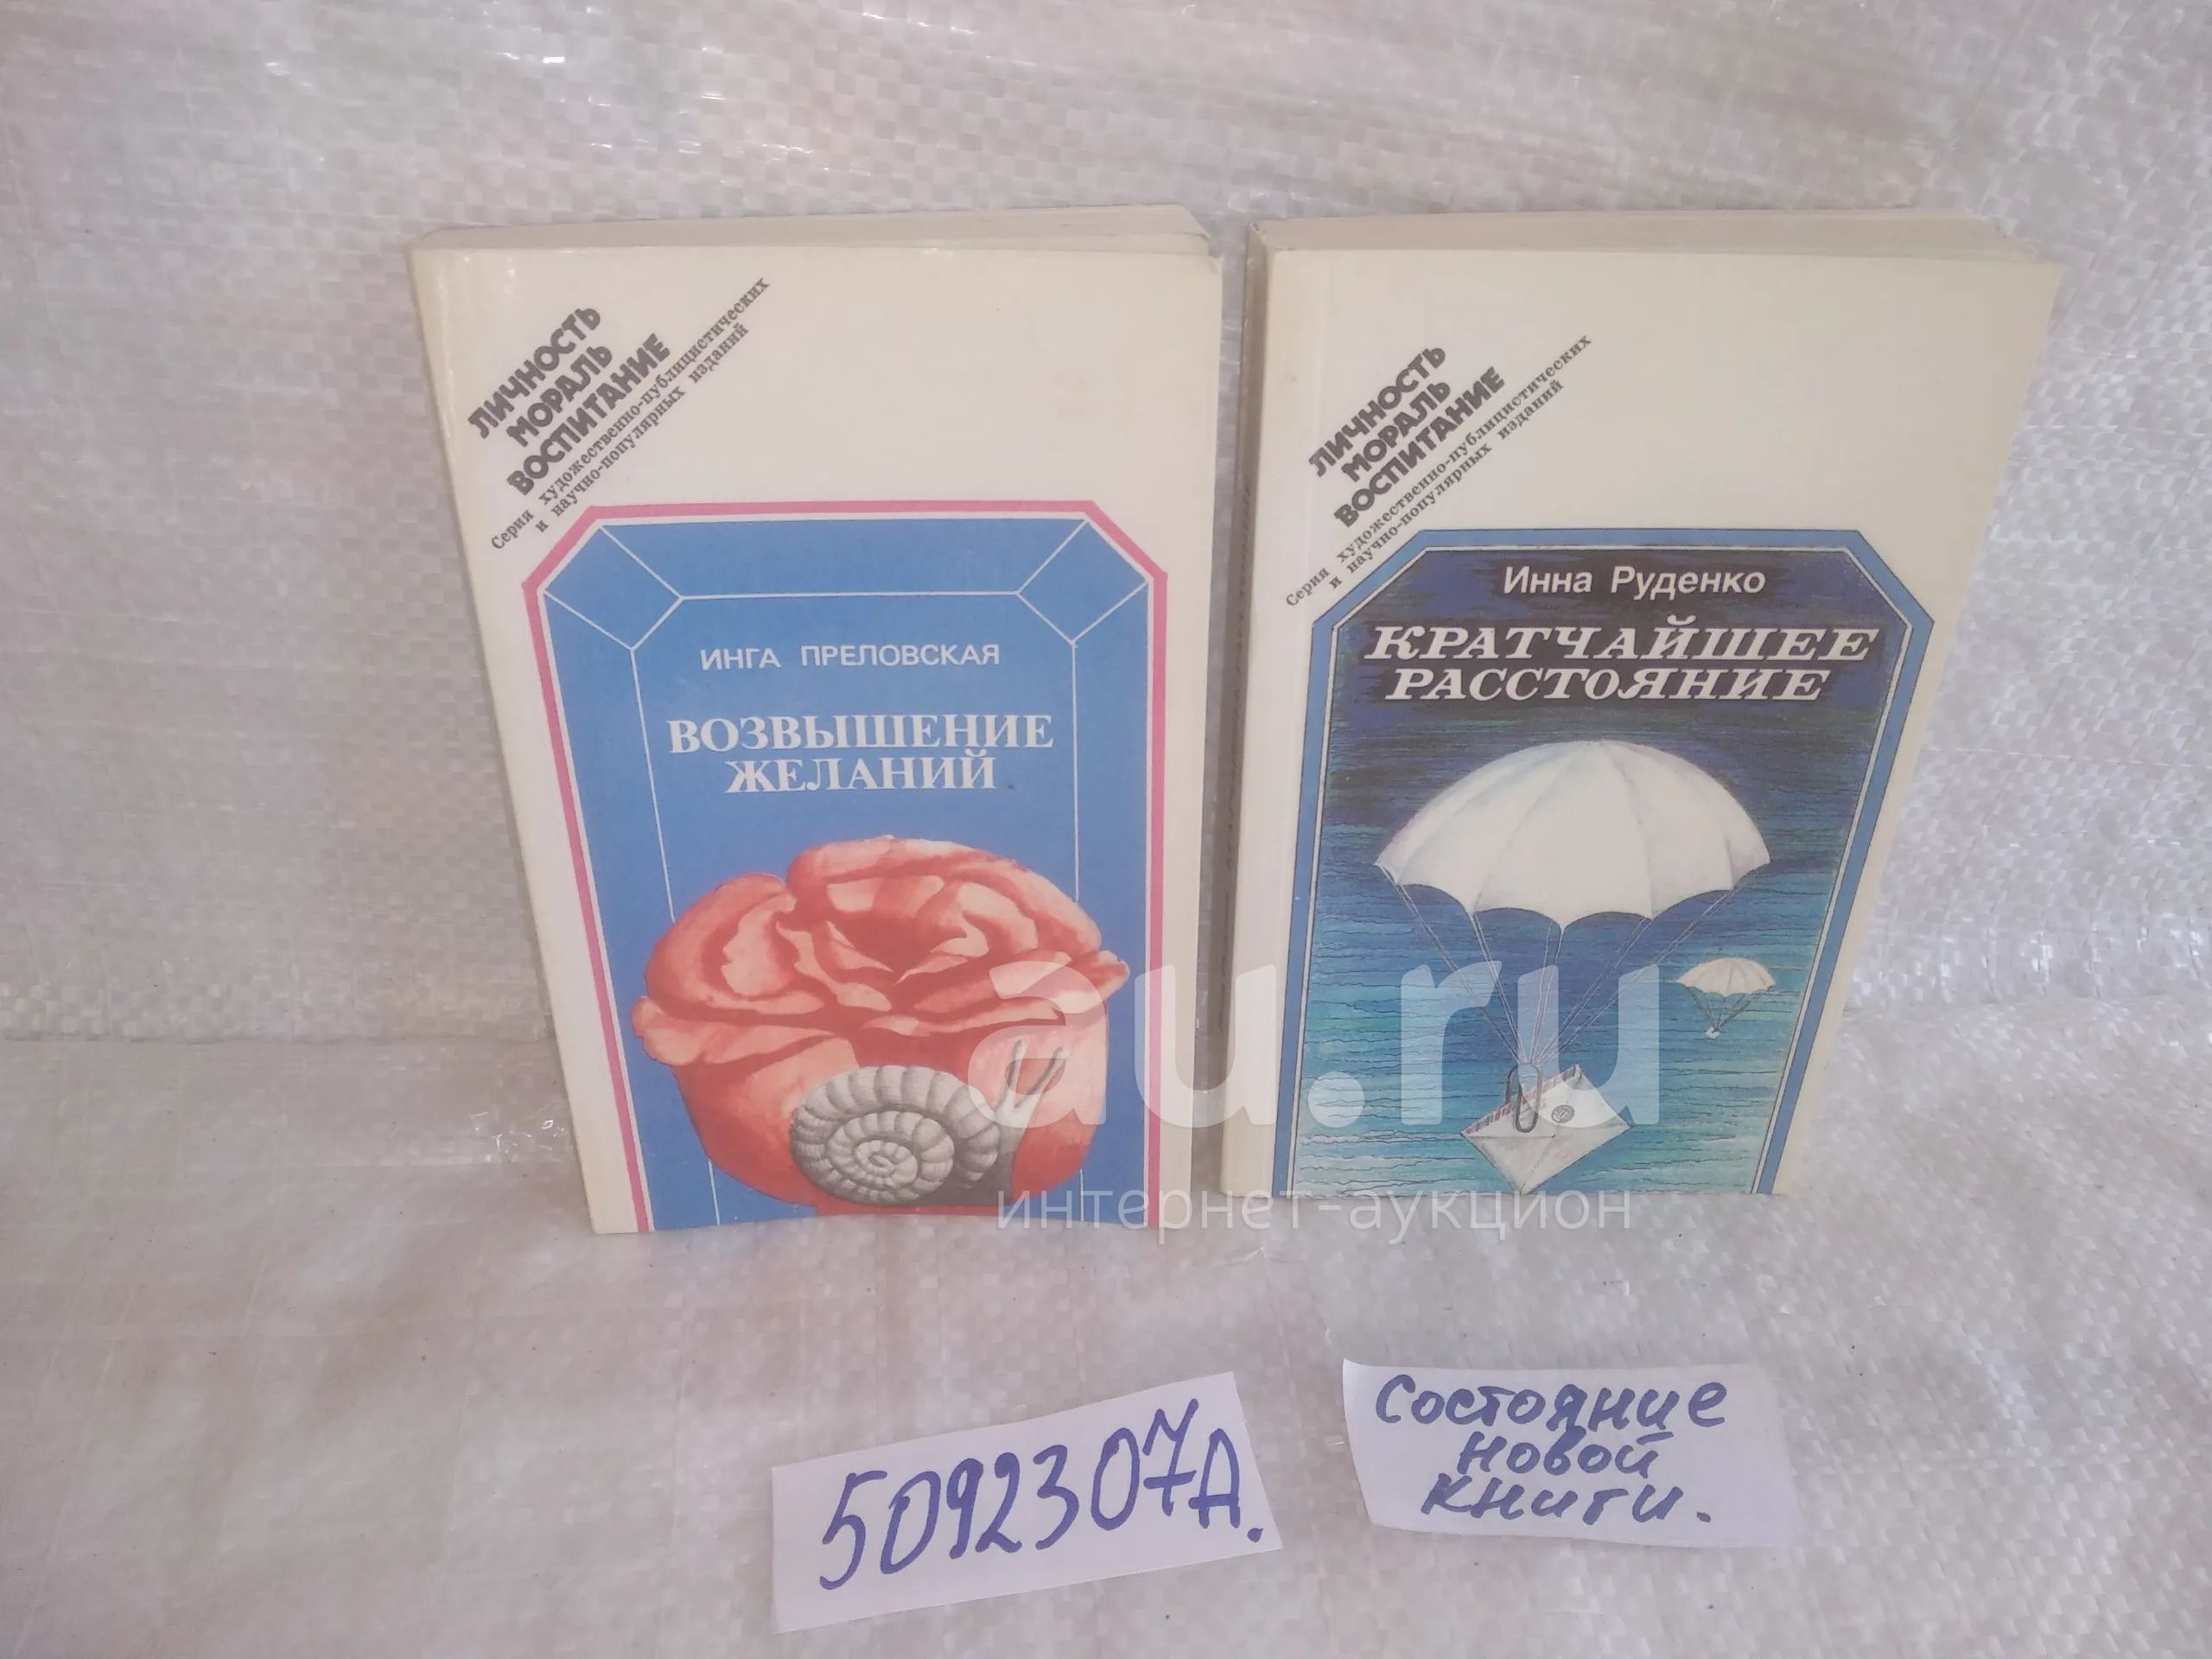 ЛИЧНОСТЬ
МОРАЛЬ
ВОСПИТАНИЕ
Серия художественно-публицистических
и научно-популярных изданий
ИНГА ПРЕЛОВСКАЯ
ВОЗВЫШЕНИЕ
ЖЕЛАНИЙ
ЛИЧНОСТЬ
МОРАЛЬ
ВОСПИТАНИЕ
Серия художественно-публицистических
и научно-популярных изданий
Инна Руденко
КРАТЧАЙШЕЕ
РАССТОЯНИЕ
au.ru
интернет-аукцион
5092307А.
Состояние
новой
книги.